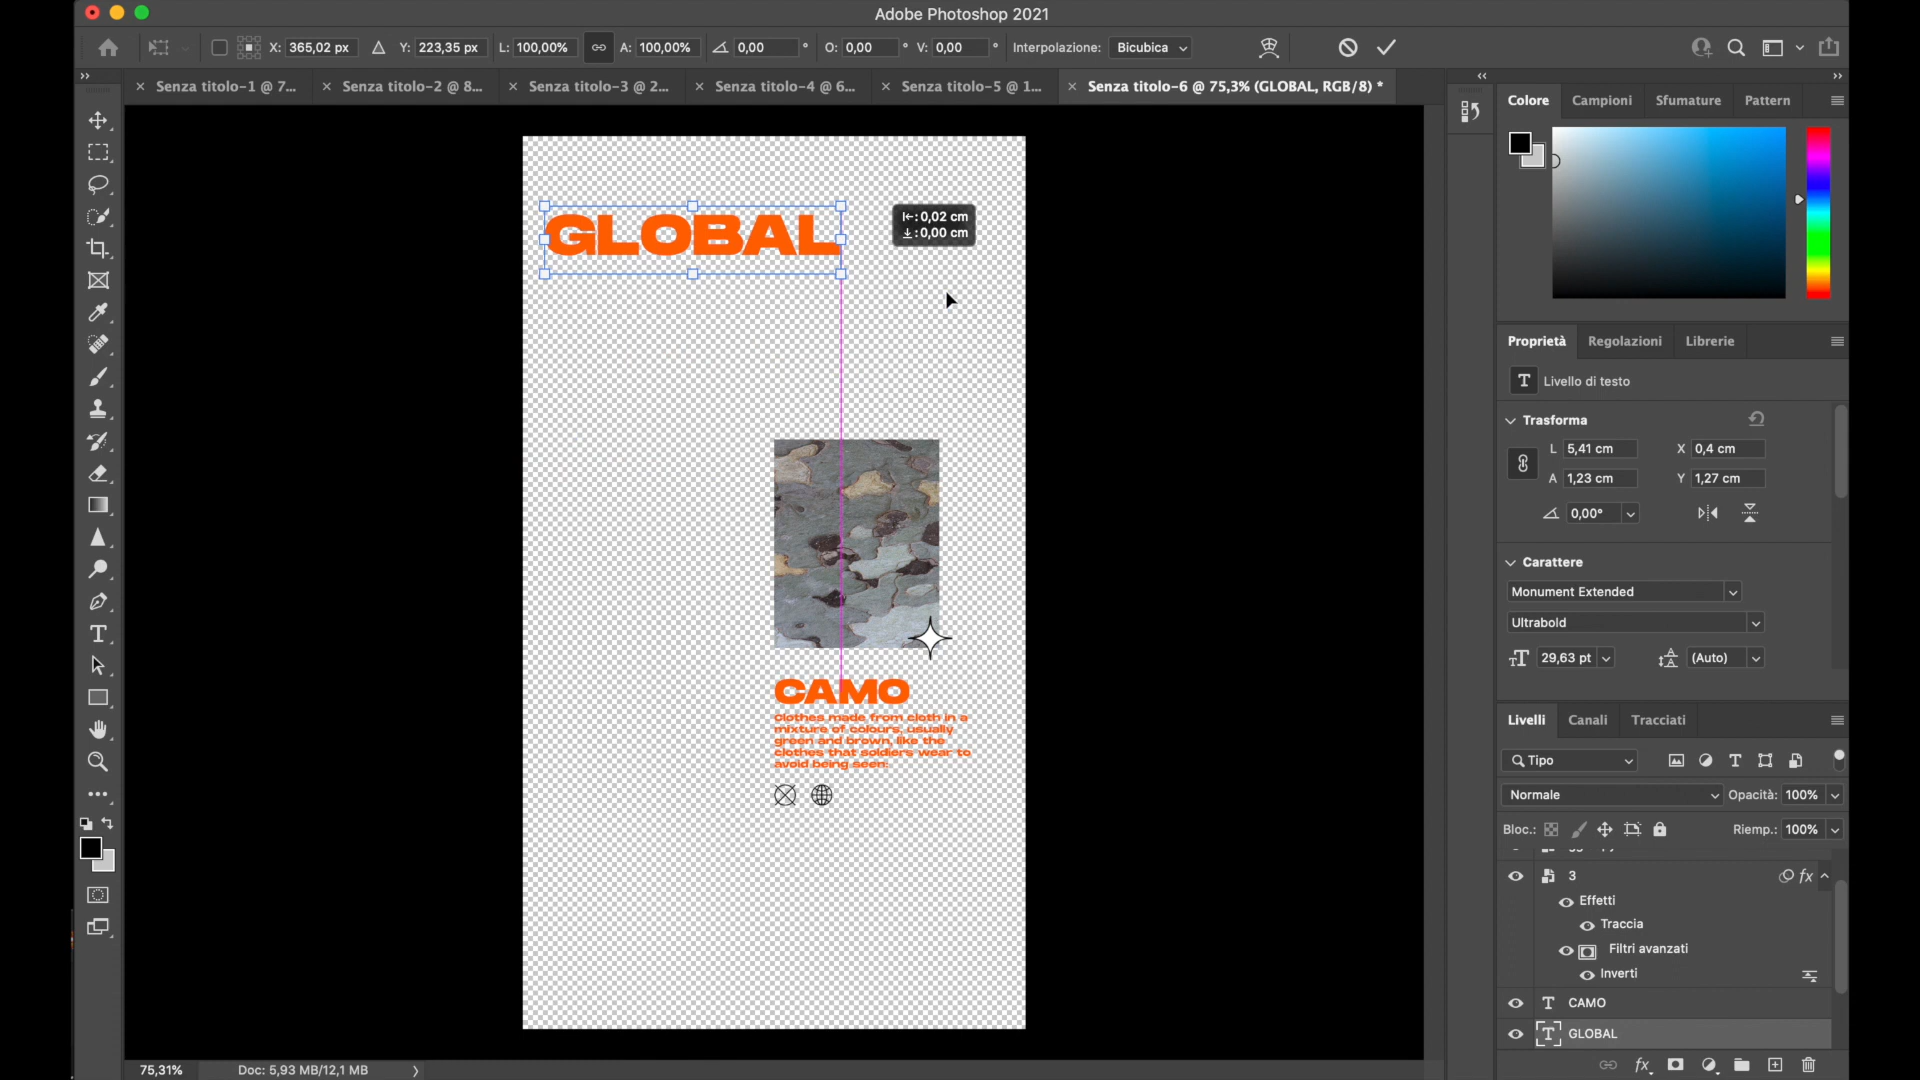 Adobe Photoshop 2021
X: 365,02 px Y: 223,35 px L: 100,00% A: 100,00% 0,00 ° O: 0,00 ° V: 0,00 ° Interpolazione: Bicubica
Senza titolo-1 @ 7... Senza titolo-2 @ 8... Senza titolo-3 @ 2... Senza titolo-4 @ 6... Senza titolo-5 @ 1... Senza titolo-6 @ 75,3% (GLOBAL, RGB/8) *
GLOBAL
: 0,02 cm
: 0,00 cm
CAMO
Clothes made from cloth in a
mixture of colours, usually
green and brown, like the
clothes that soldiers wear to
avoid being seen:
75,31% Doc: 5,93 MB/12,1 MB
Colore Campioni Sfumature Pattern
Proprietà Regolazioni Librerie
T Livello di testo
Trasforma
L 5,41 cm X 0,4 cm
A 1,23 cm Y 1,27 cm
0,00°
Carattere
Monument Extended
Ultrabold
29,63 pt (Auto)
Livelli Canali Tracciati
Tipo
Normale Opacità: 100%
Bloc.: Riemp.: 100%
3 fx
Effetti
Traccia
Filtri avanzati
Inverti
T CAMO
T GLOBAL
fx